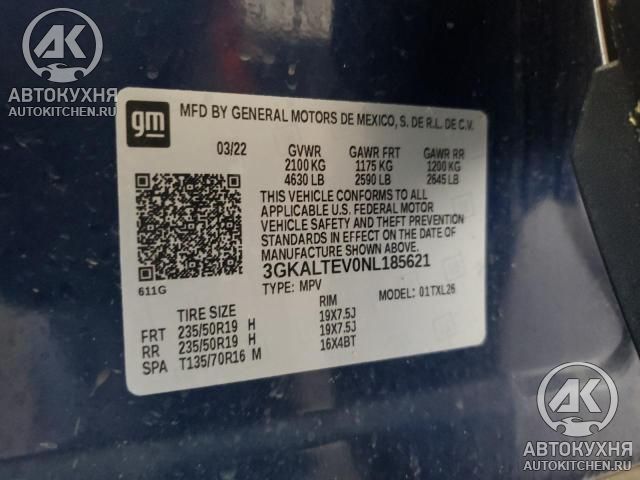 AK
АВТОКУХНЯ
AUTOKITCHEN.RU
gm
MFD BY GENERAL MOTORS DE MEXICO, S. DE R.L. DE C.V.
03/22 GVWR GAWR FRT GAWR RR
2100 KG 1175 KG 1200 KG
4630 LB 2590 LB 2645 LB
THIS VEHICLE CONFORMS TO ALL
APPLICABLE U.S. FEDERAL MOTOR
VEHICLE SAFETY AND THEFT PREVENTION
STANDARDS IN EFFECT ON THE DATE OF
MANUFACTURE SHOWN ABOVE.
3GKALTEV0NL185621
611G
TYPE: MPV MODEL: 01TXL26
TIRE SIZE RIM
FRT 235/50R19 H 19X7.5J
RR 235/50R19 H 19X7.5J
SPA T135/70R16 M 16X4BT
AK
АВТОКУХНЯ
AUTOKITCHEN.RU